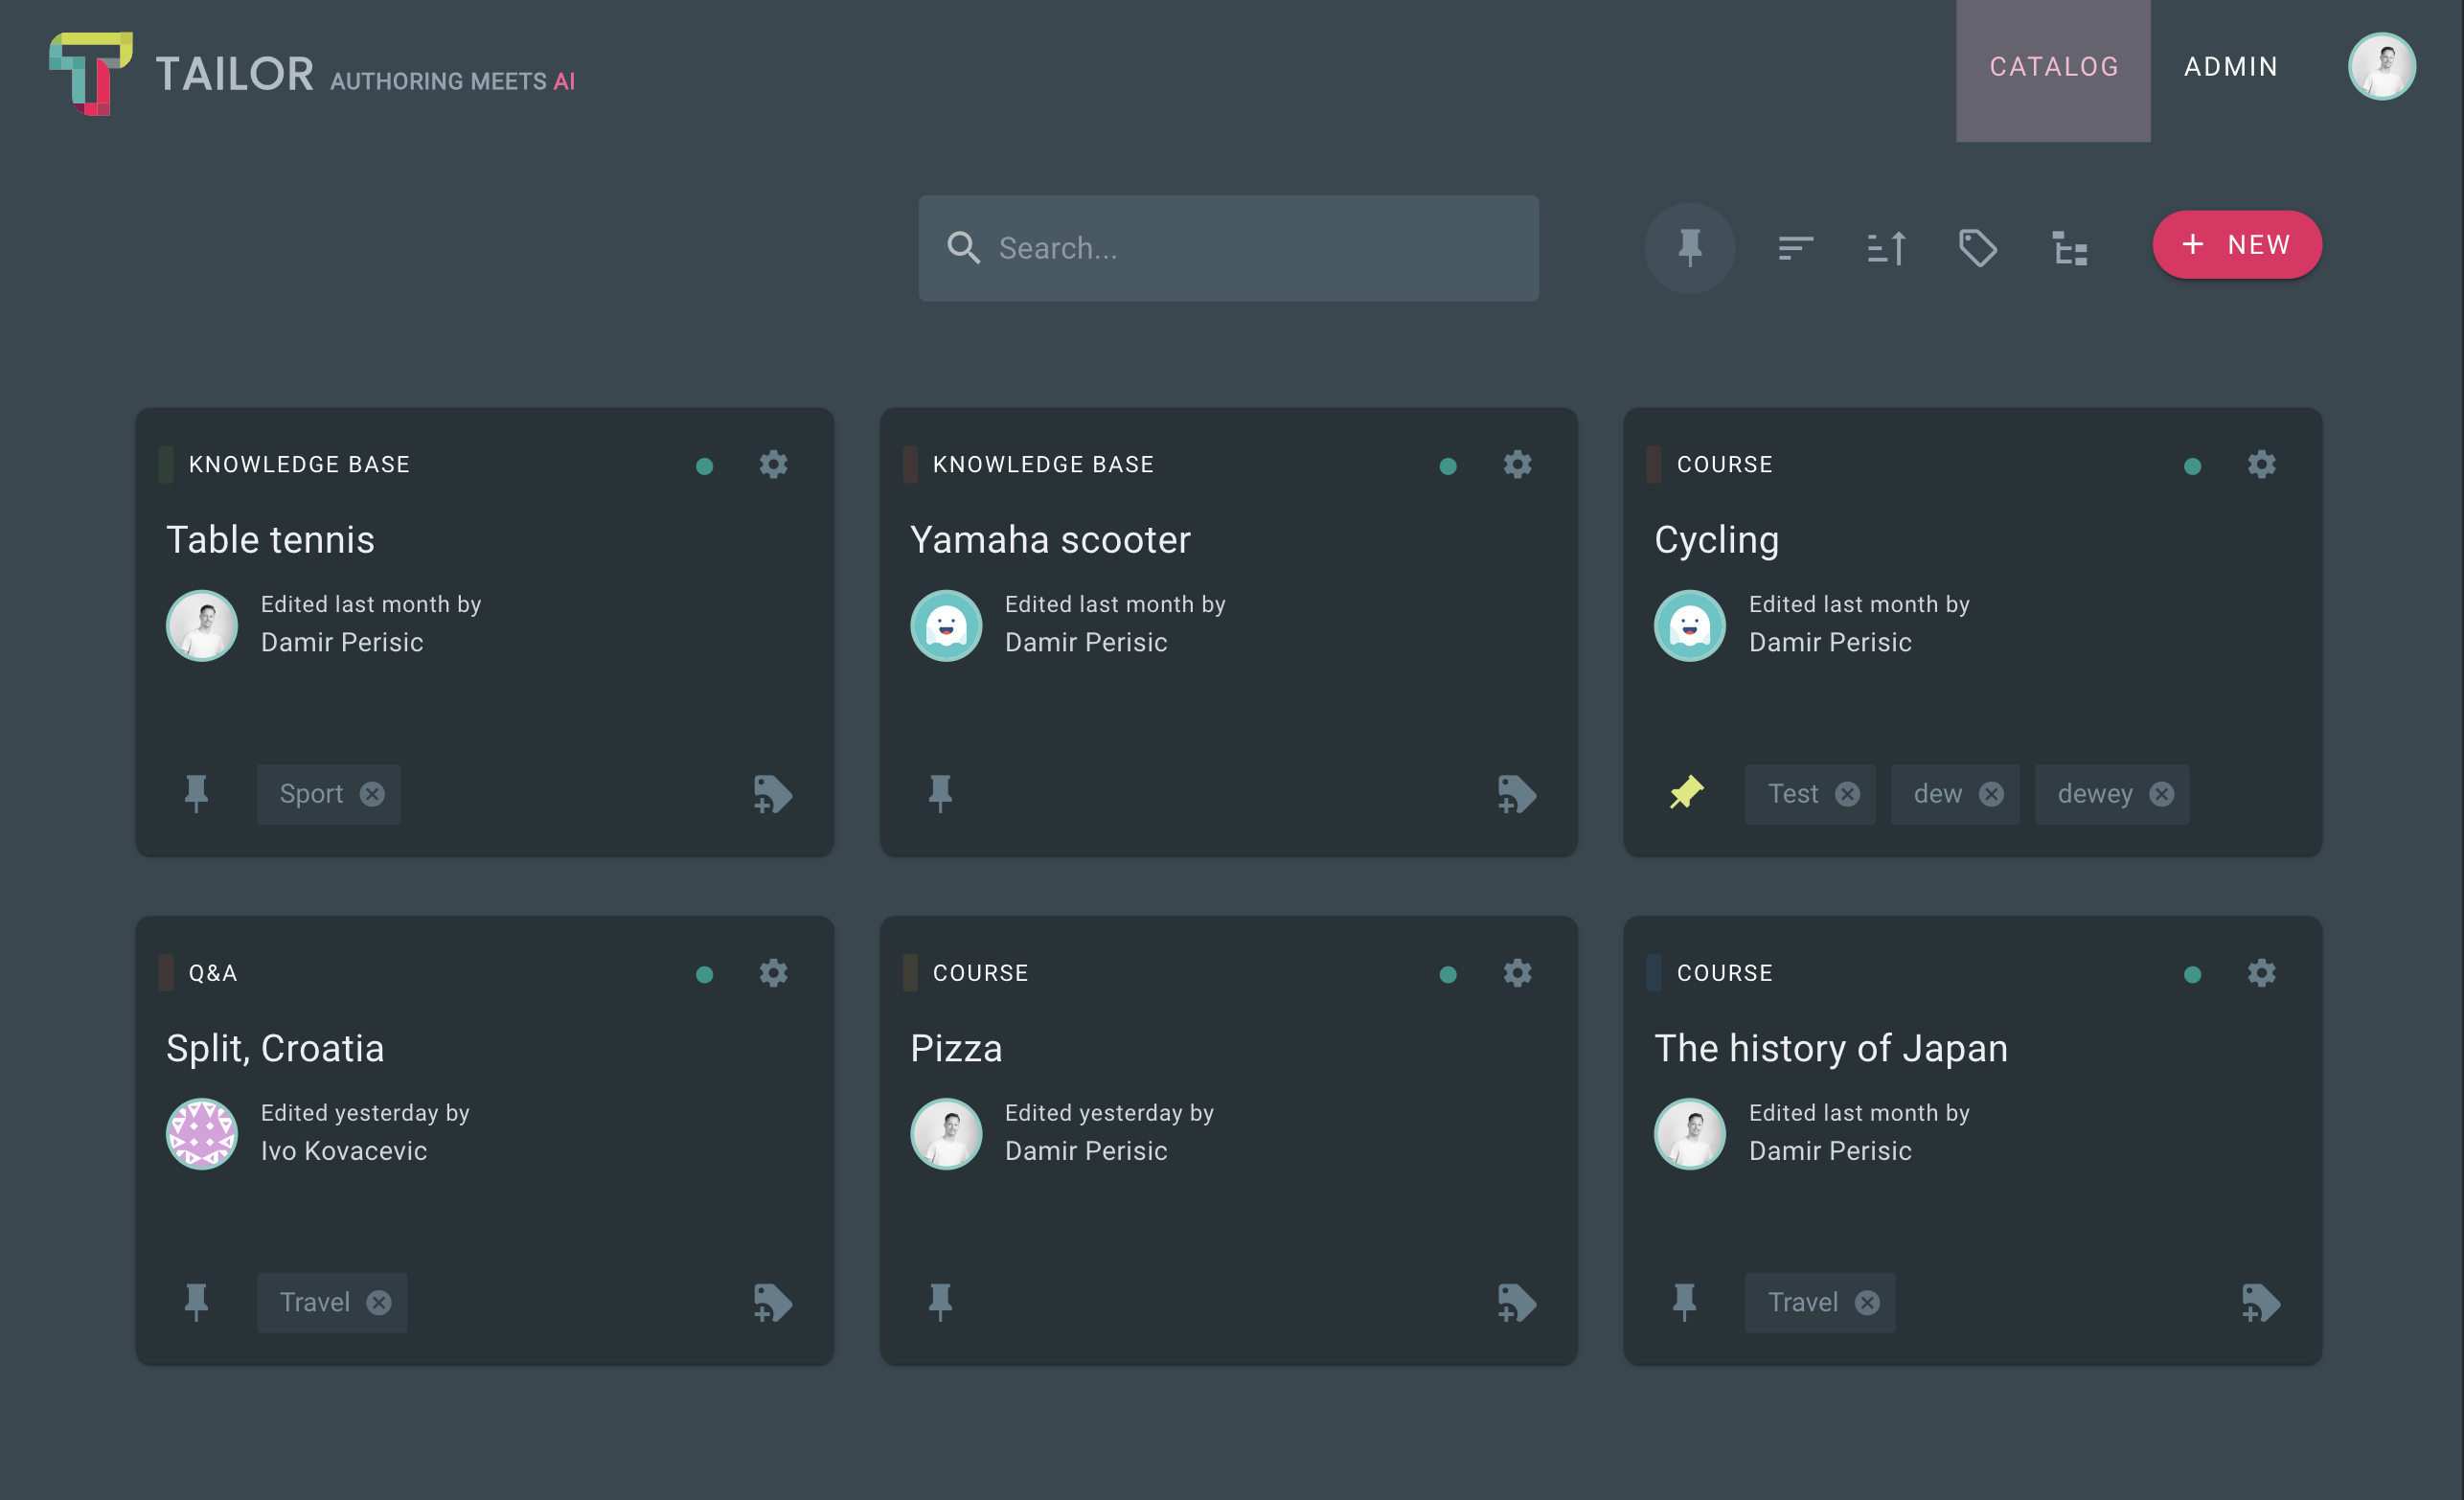 TAILOR AUTHORING MEETS AI
CATALOG
ADMIN
Search...
NEW
KNOWLEDGE BASE
Table tennis
Edited last month by
Damir Perisic
Sport
KNOWLEDGE BASE
Yamaha scooter
Edited last month by
Damir Perisic
COURSE
Cycling
Edited last month by
Damir Perisic
Test
dew
dewey
Q&A
Split, Croatia
Edited yesterday by
Ivo Kovacevic
Travel
COURSE
Pizza
Edited yesterday by
Damir Perisic
COURSE
The history of Japan
Edited last month by
Damir Perisic
Travel